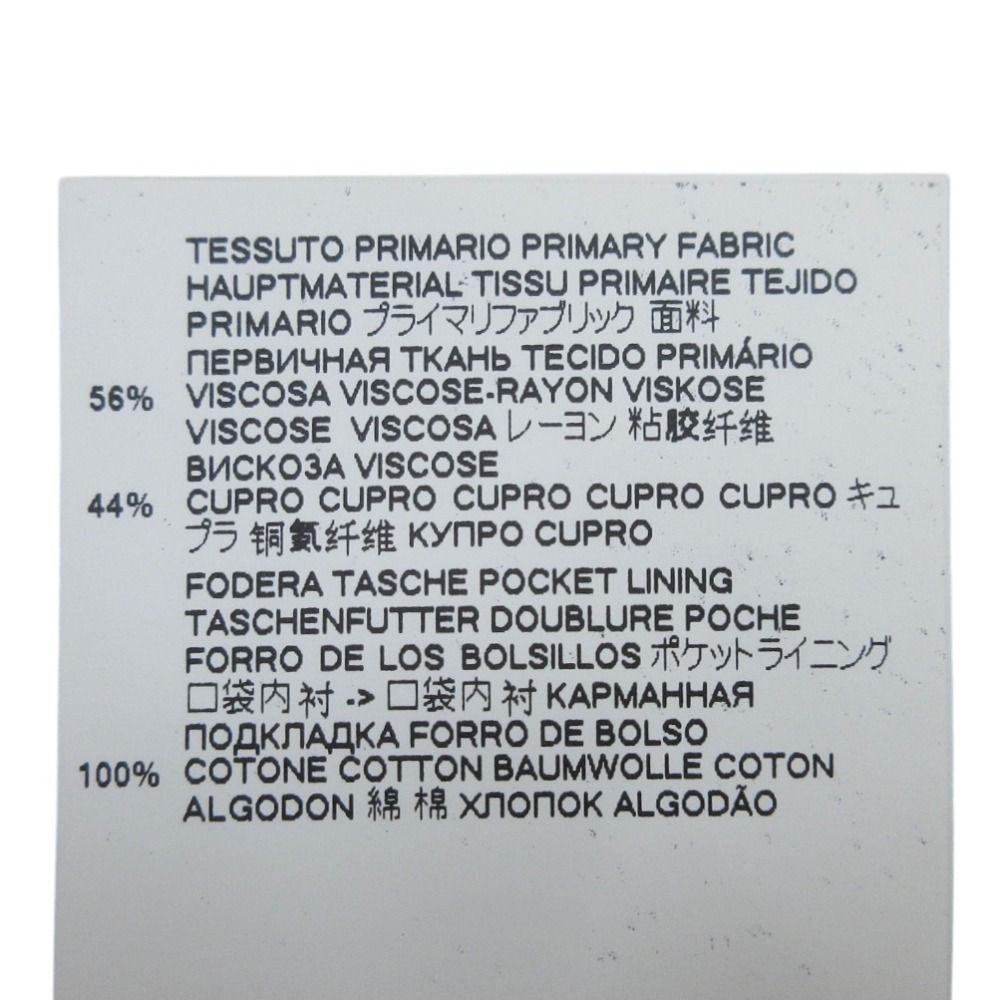 TESSUTO PRIMARIO PRIMARY FABRIC
HAUPTMATERIAL TISSU PRIMAIRE TEJIDO
PRIMARIO プライマリファブリック 面料
ПЕРВИЧНАЯ ТКАНЬ TECIDO PRIMÁRIO
56% VISCOSA VISCOSE-RAYON VISKOSE
VISCOSE VISCOSA レーヨン 粘胶纤维
ВИСКОЗА VISCOSE
44% CUPRO CUPRO CUPRO CUPRO CUPRO キュ
プラ 铜氨纤维 КУПРО CUPRO
FODERA TASCHE POCKET LINING
TASCHENFUTTER DOUBLURE POCHE
FORRO DE LOS BOLSILLOS ポケットライニング
口袋内衬 -> 口袋内衬 КАРМАННАЯ
ПОДКЛАДКА FORRO DE BOLSO
100% COTONE COTTON BAUMWOLLE COTON
ALGODON 綿 棉 ХЛОПОК ALGODÃO